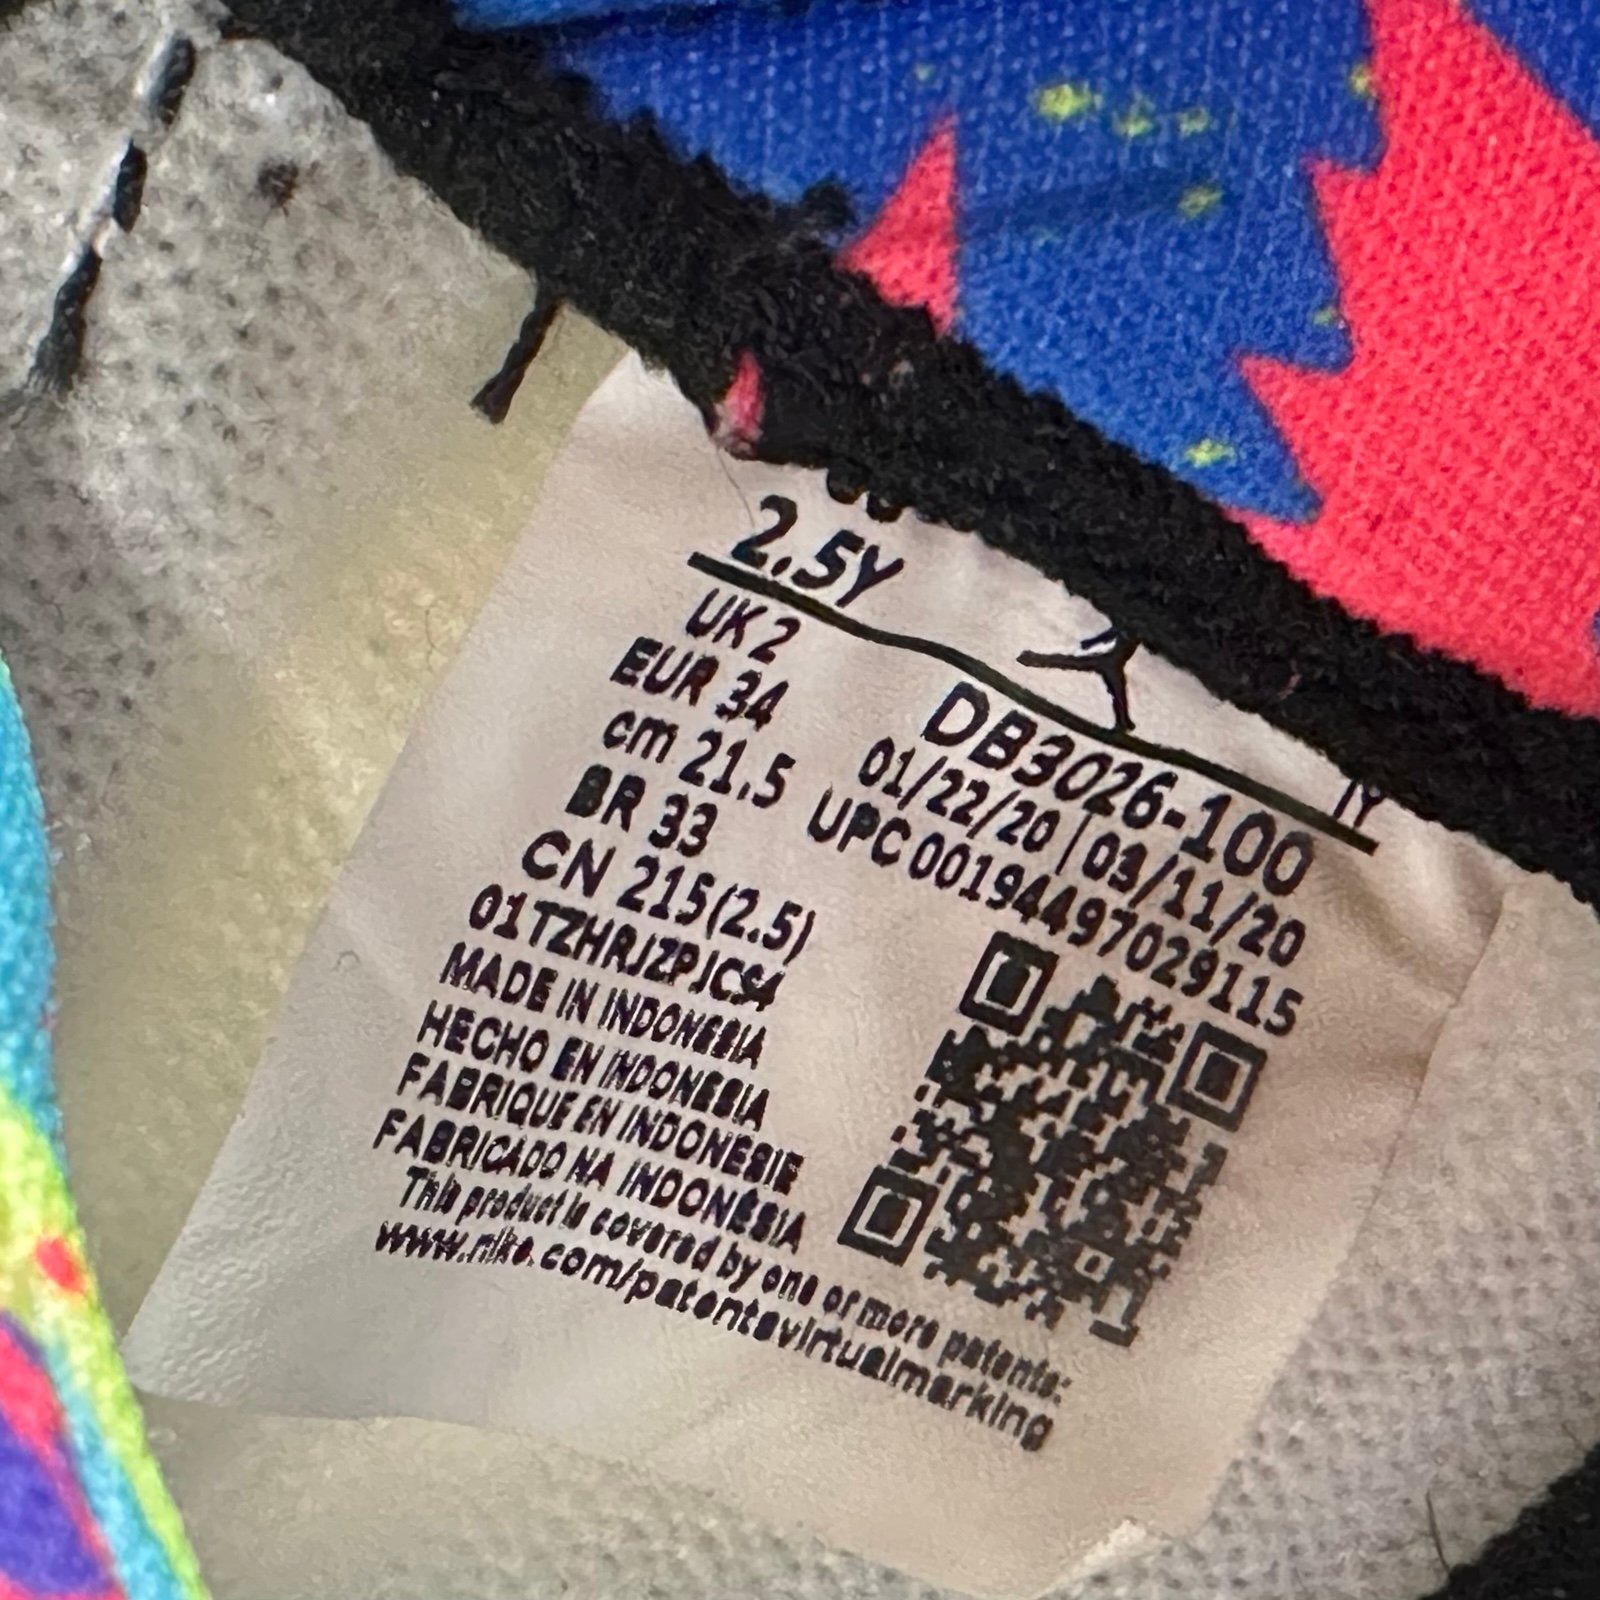 2.5Y
UK 2
EUR 34
cm 21.5
BR 33
CN 215(2.5)
01TZHRJZPJCS4
MADE IN INDONESIA
HECHO EN INDONESIA
FABRIQUE EN INDONESIE
FABRICADO NA INDONÉSIA
This product is covered by one or more patents:
www.nike.com/patentsvirtualmarking
DB3026-100
01/22/20 | 03/11/20
UPC 00194497029115